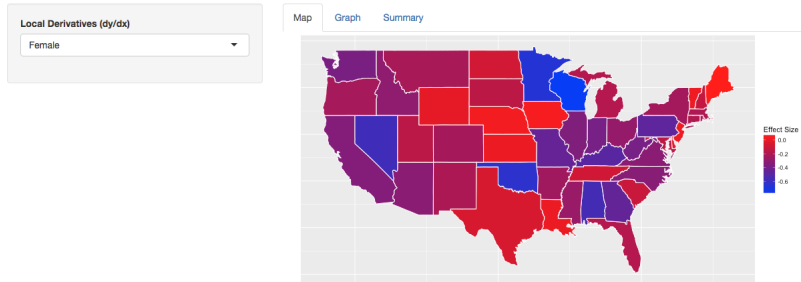 Local Derivatives (dy/dx)
Female
Map Graph Summary
Effect Size
0.0
-0.2
-0.4
-0.6